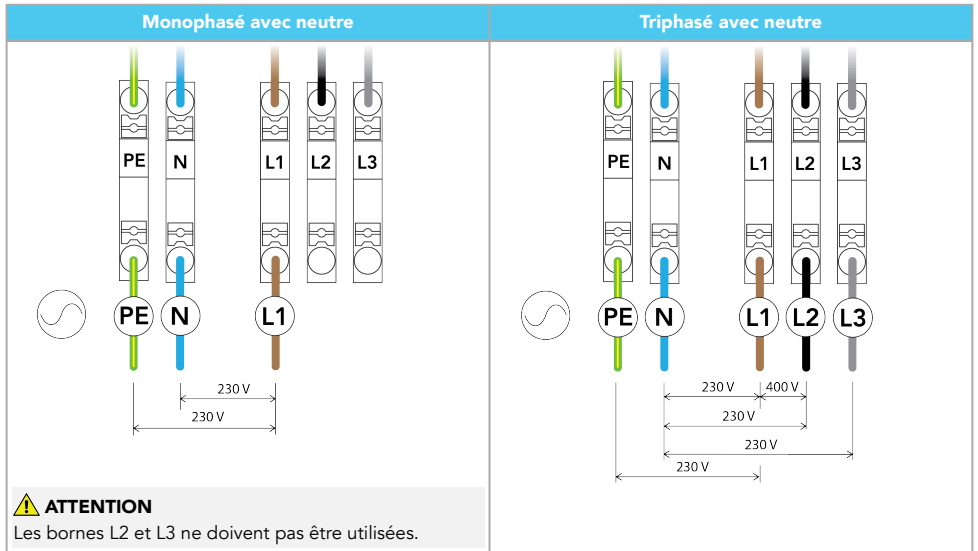 Monophasé avec neutre
PE N L1 L2 L3
PE N L1
230 V
230 V
ATTENTION
Les bornes L2 et L3 ne doivent pas être utilisées.
Triphasé avec neutre
PE N L1 L2 L3
PE N L1 L2 L3
230 V 400 V
230 V
230 V
230 V